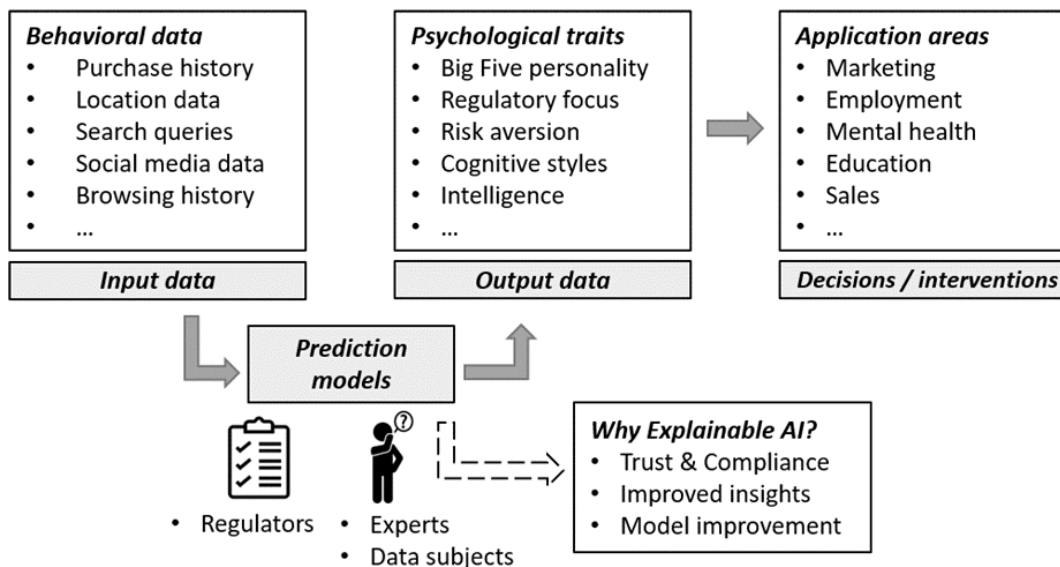 Behavioral data
• Purchase history
• Location data
• Search queries
• Social media data
• Browsing history
• ...
Input data
Psychological traits
• Big Five personality
• Regulatory focus
• Risk aversion
• Cognitive styles
• Intelligence
• ...
Output data
Application areas
• Marketing
• Employment
• Mental health
• Education
• Sales
• ...
Decisions / interventions
Prediction
models
?
• Regulators
• Experts
• Data subjects
Why Explainable AI?
• Trust & Compliance
• Improved insights
• Model improvement